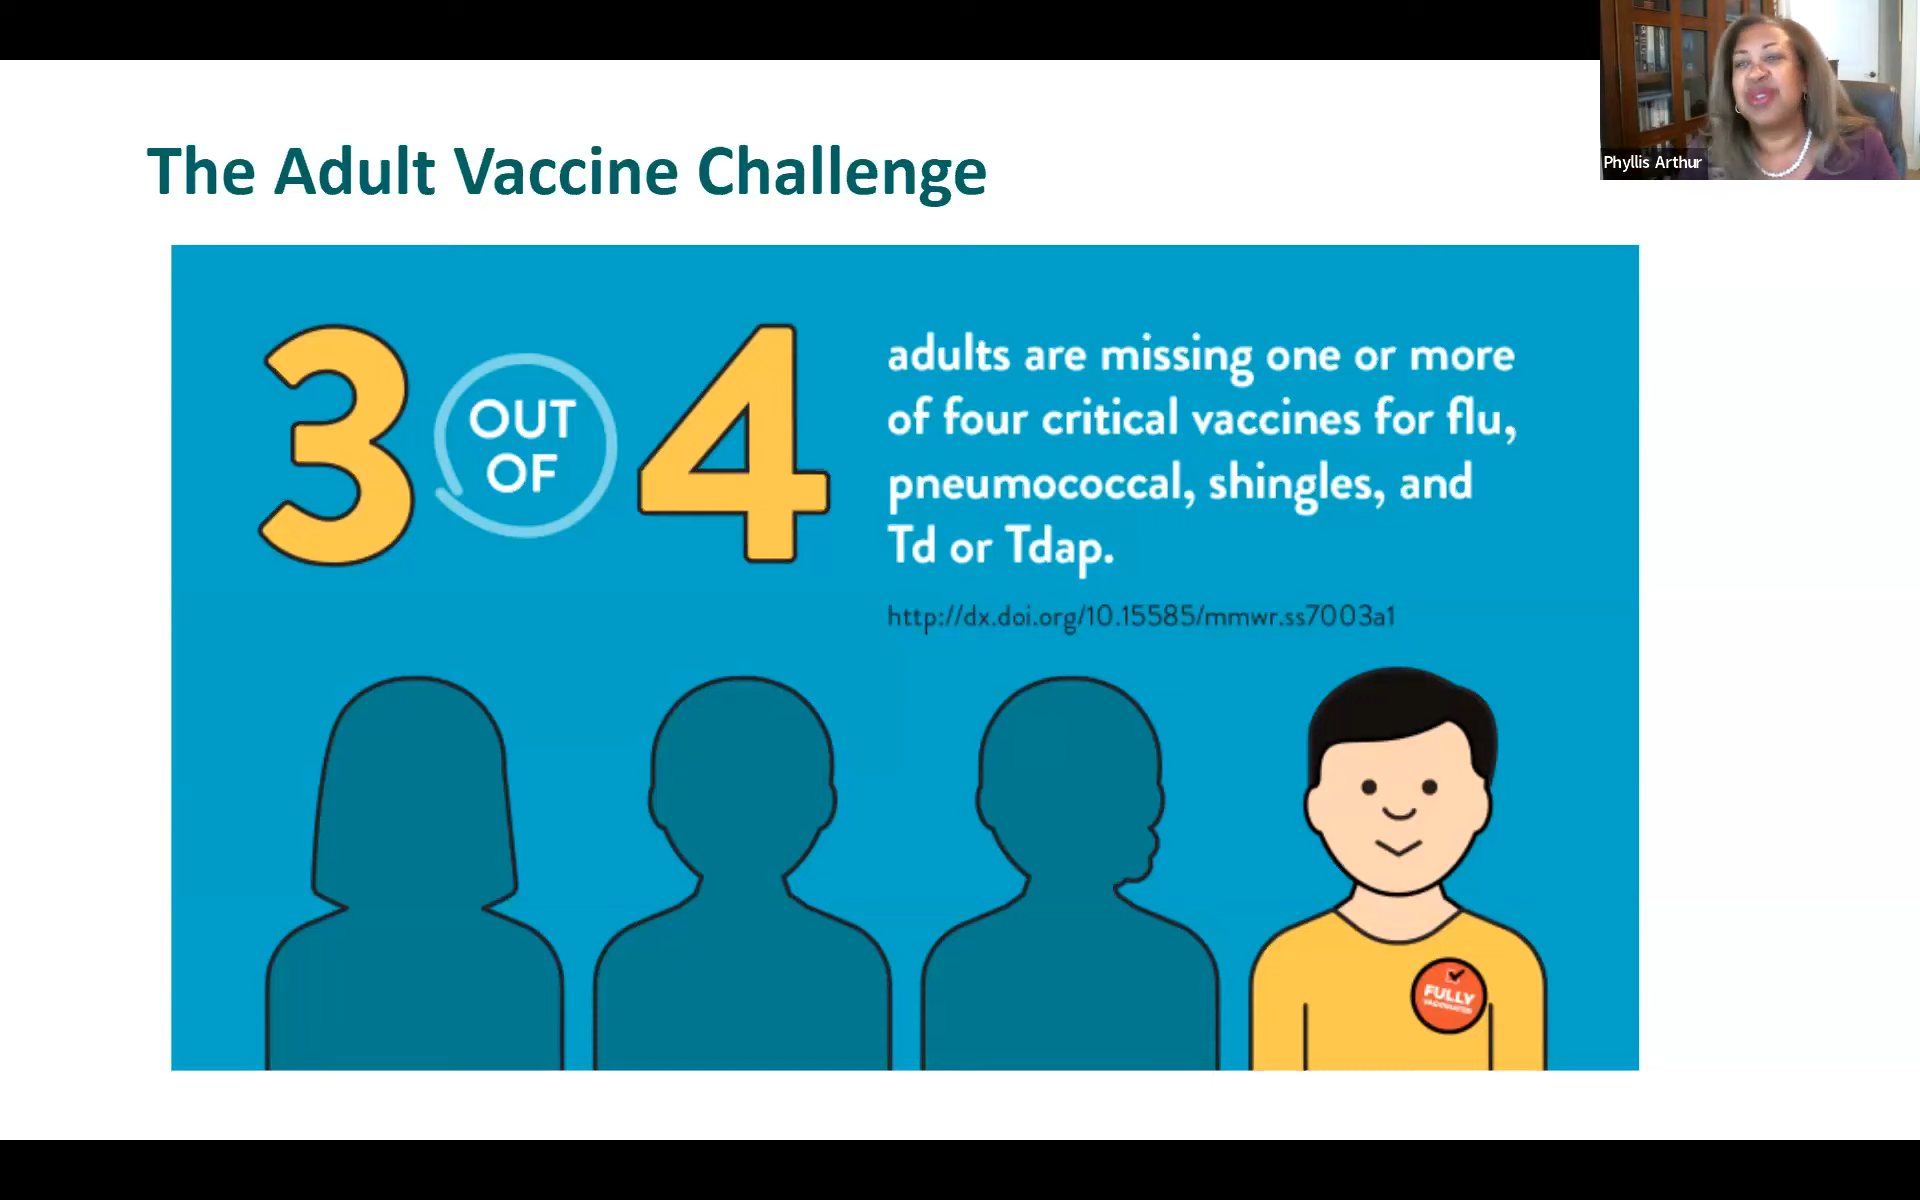 Phyllis Arthur
The Adult Vaccine Challenge
3 OUT OF 4
adults are missing one or more
of four critical vaccines for flu,
pneumococcal, shingles, and
Td or Tdap.
http://dx.doi.org/10.15585/mmwr.ss7003a1
FULLY
VACCINATED